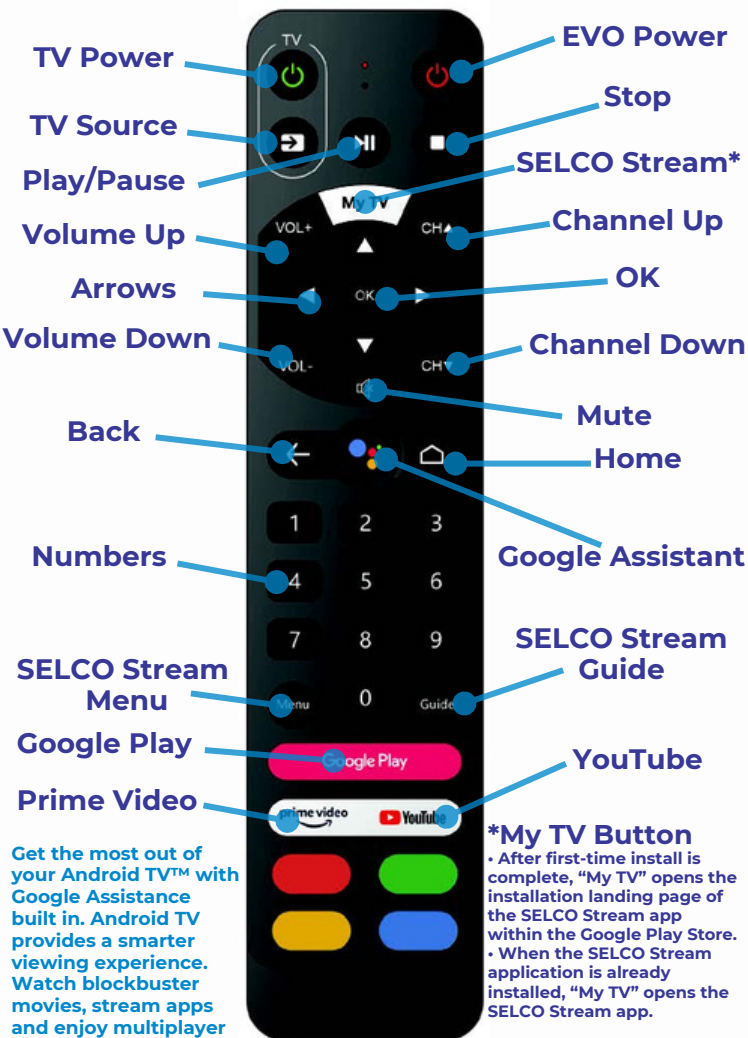 TV
TV Power
EVO Power
TV Source
Stop
Play/Pause
SELCO Stream*
My TV
Volume Up
VOL+
CH▲
Channel Up
Arrows
OK
OK
Volume Down
VOL-
CH▼
Channel Down
Mute
Back
Home
1 2 3
Numbers
Google Assistant
4 5 6
7 8 9
SELCO Stream
Guide
SELCO Stream
Menu
Menu 0 Guide
Google Play
Google Play
YouTube
Prime Video
prime video
YouTube
Get the most out of
your Android TV™ with
Google Assistance
built in. Android TV
provides a smarter
viewing experience.
Watch blockbuster
movies, stream apps
and enjoy multiplayer
*My TV Button
• After first-time install is
complete, “My TV” opens the
installation landing page of
the SELCO Stream app
within the Google Play Store.
• When the SELCO Stream
application is already
installed, “My TV” opens the
SELCO Stream app.